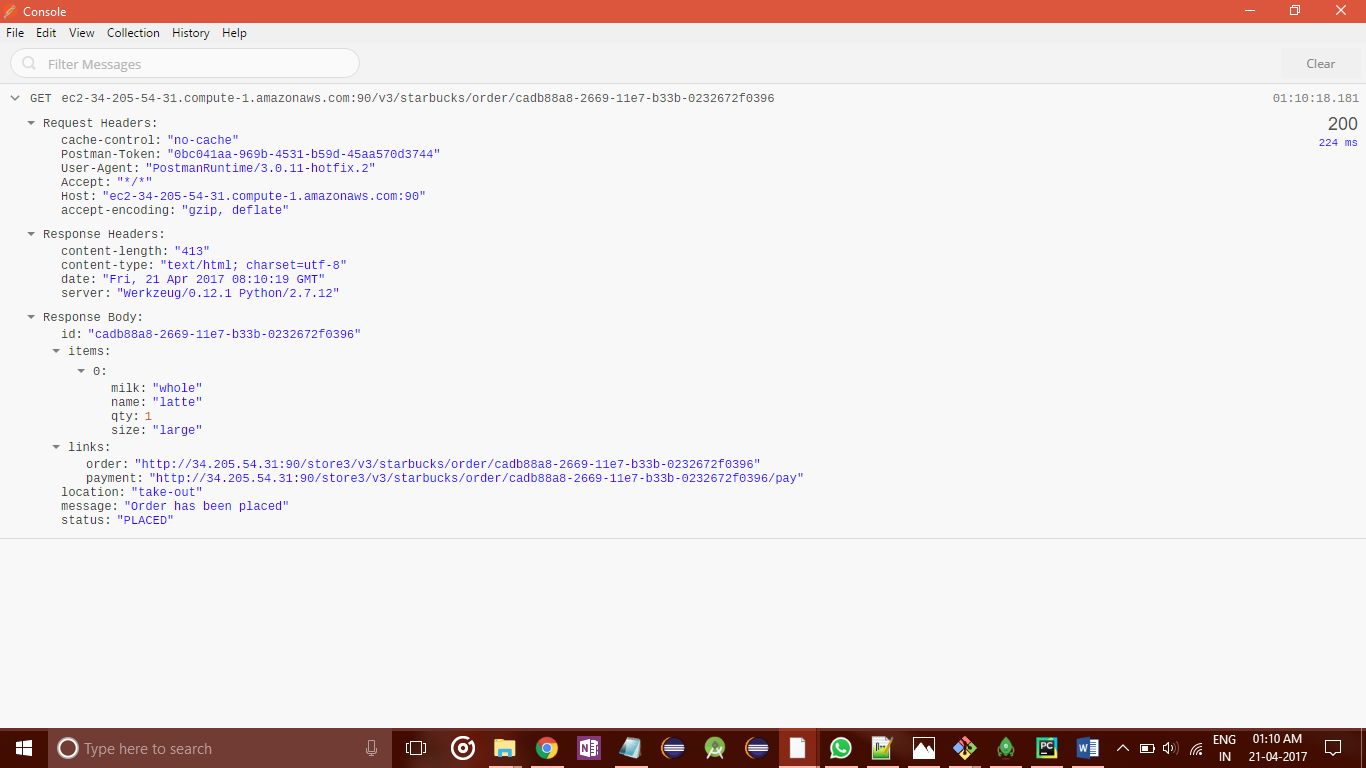 Console
File Edit View Collection History Help
Filter Messages
Clear
GET ec2-34-205-54-31.compute-1.amazonaws.com:90/v3/starbucks/order/cadb88a8-2669-11e7-b33b-0232672f0396
01:10:18.181
Request Headers:
200
cache-control: "no-cache"
224 ms
Postman-Token: "0bc041aa-969b-4531-b59d-45aa570d3744"
User-Agent: "PostmanRuntime/3.0.11-hotfix.2"
Accept: "*/*"
Host: "ec2-34-205-54-31.compute-1.amazonaws.com:90"
accept-encoding: "gzip, deflate"
Response Headers:
content-length: "413"
content-type: "text/html; charset=utf-8"
date: "Fri, 21 Apr 2017 08:10:19 GMT"
server: "Werkzeug/0.12.1 Python/2.7.12"
Response Body:
id: "cadb88a8-2669-11e7-b33b-0232672f0396"
items:
0:
milk: "whole"
name: "latte"
qty: 1
size: "large"
links:
order: "http://34.205.54.31:90/store3/v3/starbucks/order/cadb88a8-2669-11e7-b33b-0232672f0396"
payment: "http://34.205.54.31:90/store3/v3/starbucks/order/cadb88a8-2669-11e7-b33b-0232672f0396/pay"
location: "take-out"
message: "Order has been placed"
status: "PLACED"
Type here to search
ENG
IN
01:10 AM
21-04-2017